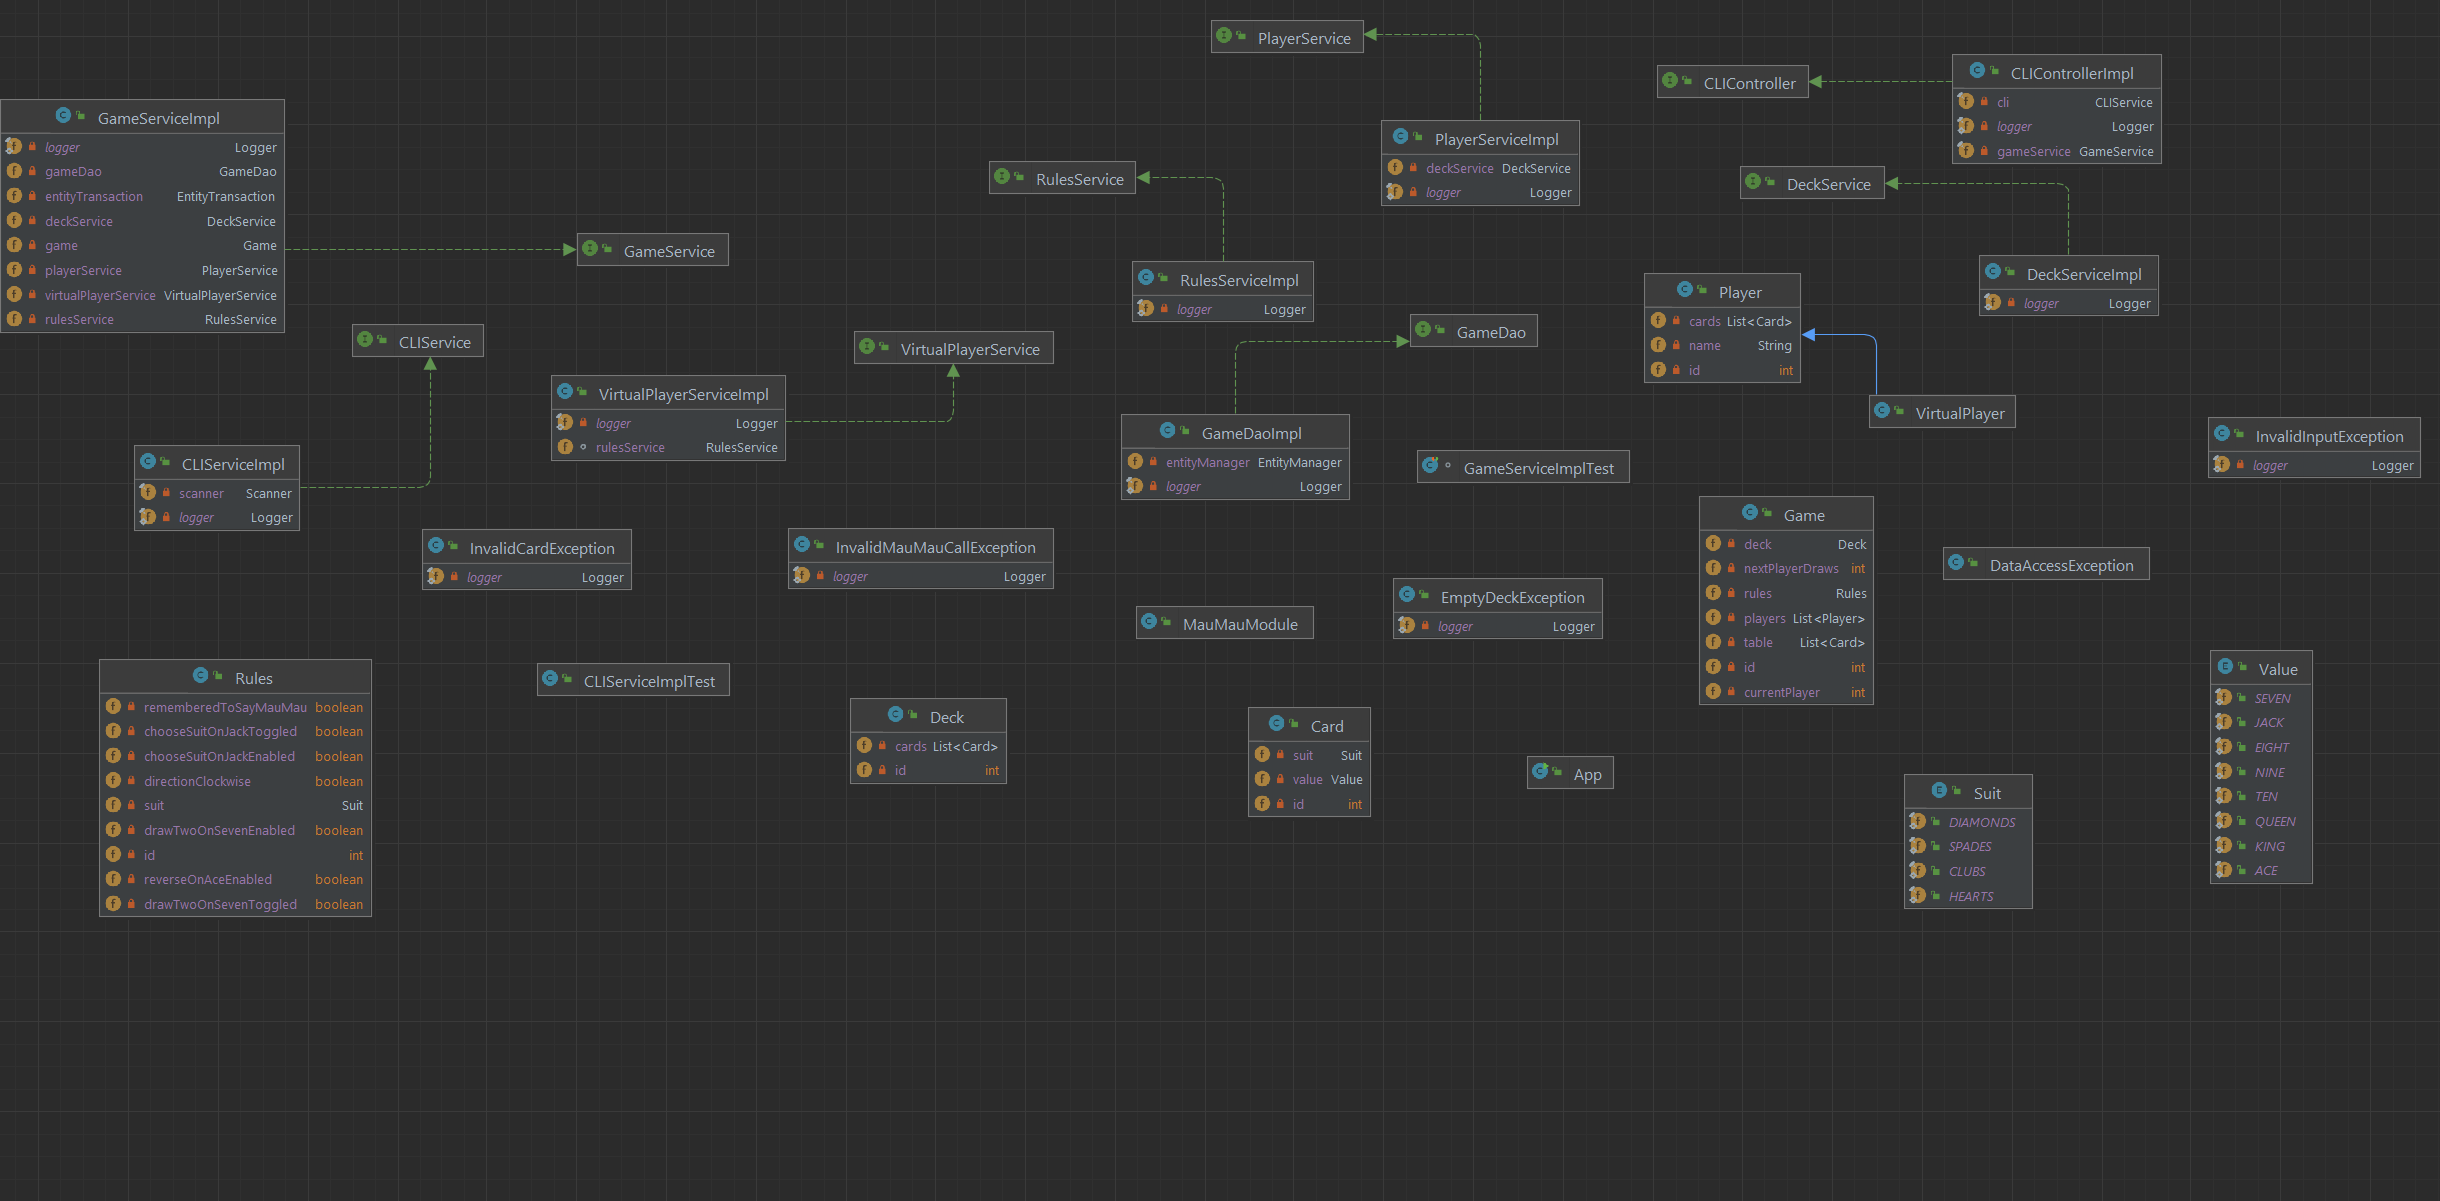 PlayerService
CLIController
CLIControllerImpl
cli CLIService
logger Logger
gameService GameService
GameServiceImpl
logger Logger
gameDao GameDao
entityTransaction EntityTransaction
deckService DeckService
game Game
playerService PlayerService
virtualPlayerService VirtualPlayerService
rulesService RulesService
PlayerServiceImpl
deckService DeckService
logger Logger
RulesService
DeckService
GameService
RulesServiceImpl
logger Logger
DeckServiceImpl
logger Logger
Player
cards List<Card>
name String
id int
CLIService
VirtualPlayerService
GameDao
VirtualPlayerServiceImpl
logger Logger
rulesService RulesService
VirtualPlayer
GameDaoImpl
entityManager EntityManager
logger Logger
InvalidInputException
logger Logger
CLIServiceImpl
scanner Scanner
logger Logger
GameServiceImplTest
Game
deck Deck
nextPlayerDraws int
rules Rules
players List<Player>
table List<Card>
id int
currentPlayer int
InvalidCardException
logger Logger
InvalidMauMauCallException
logger Logger
DataAccessException
EmptyDeckException
logger Logger
MauMauModule
Rules
rememberedToSayMauMau boolean
chooseSuitOnJackToggled boolean
chooseSuitOnJackEnabled boolean
directionClockwise boolean
suit Suit
drawTwoOnSevenEnabled boolean
id int
reverseOnAceEnabled boolean
drawTwoOnSevenToggled boolean
CLIServiceImplTest
Deck
cards List<Card>
id int
Card
suit Suit
value Value
id int
App
Suit
DIAMONDS
SPADES
CLUBS
HEARTS
Value
SEVEN
JACK
EIGHT
NINE
TEN
QUEEN
KING
ACE